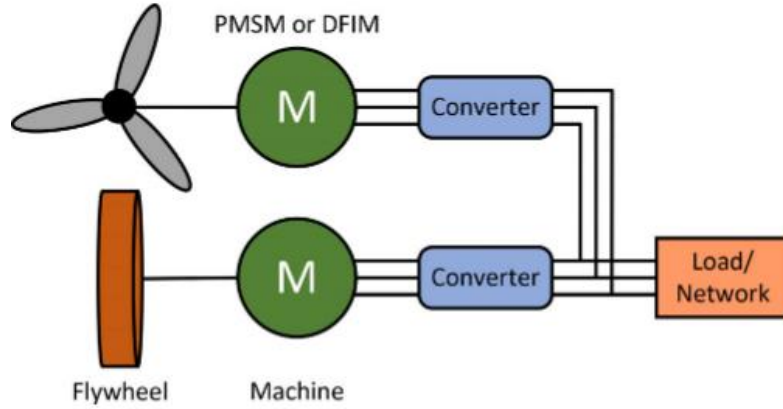 PMSM or DFIM
M
Converter
M
Converter
Load/
Network
Flywheel
Machine